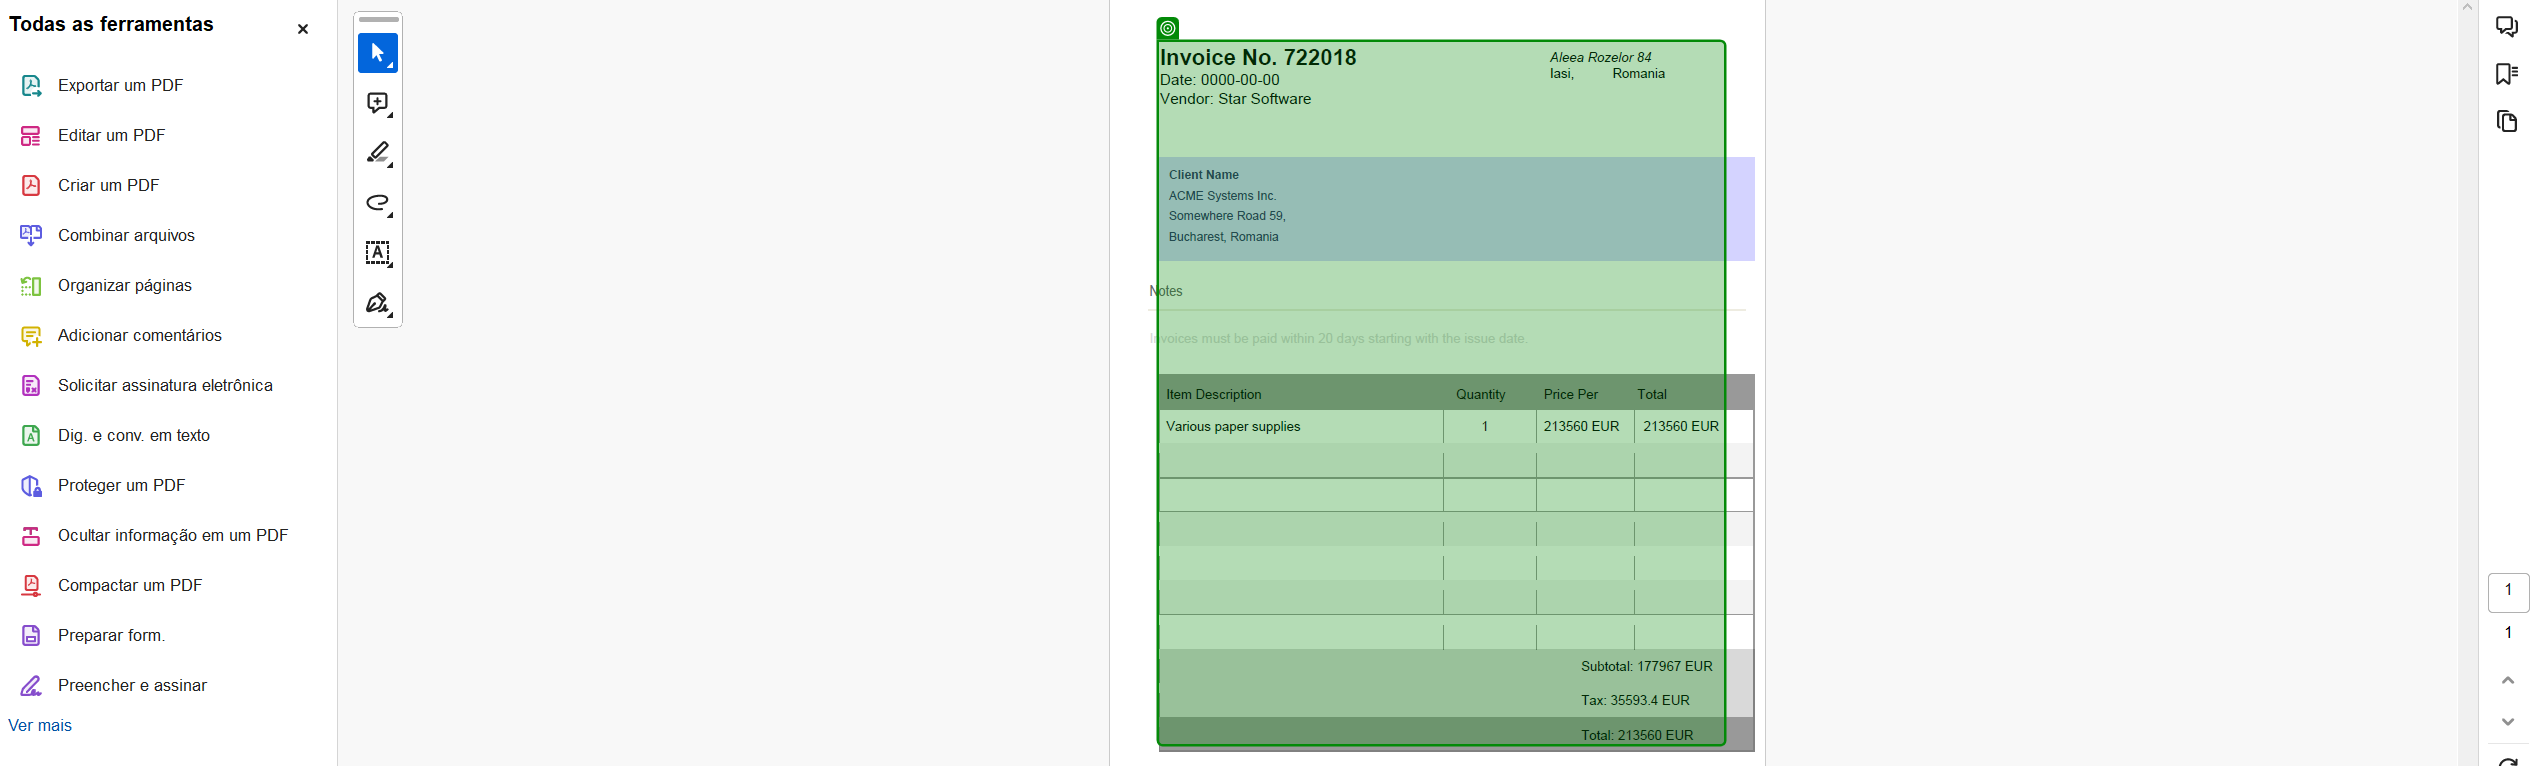 Todas as ferramentas
Exportar um PDF
Editar um PDF
Criar um PDF
Combinar arquivos
Organizar páginas
Adicionar comentários
Solicitar assinatura eletrônica
Dig. e conv. em texto
Proteger um PDF
Ocultar informação em um PDF
Compactar um PDF
Preparar form.
Preencher e assinar
Ver mais
Invoice No. 722018
Date: 0000-00-00
Vendor: Star Software
Aleea Rozelor 84
Iasi, Romania
Client Name
ACME Systems Inc.
Somewhere Road 59,
Bucharest, Romania
Notes
Invoices must be paid within 20 days starting with the issue date.
Item Description Quantity Price Per Total
Various paper supplies 1 213560 EUR 213560 EUR
Subtotal: 177967 EUR
Tax: 35593.4 EUR
Total: 213560 EUR
1
1